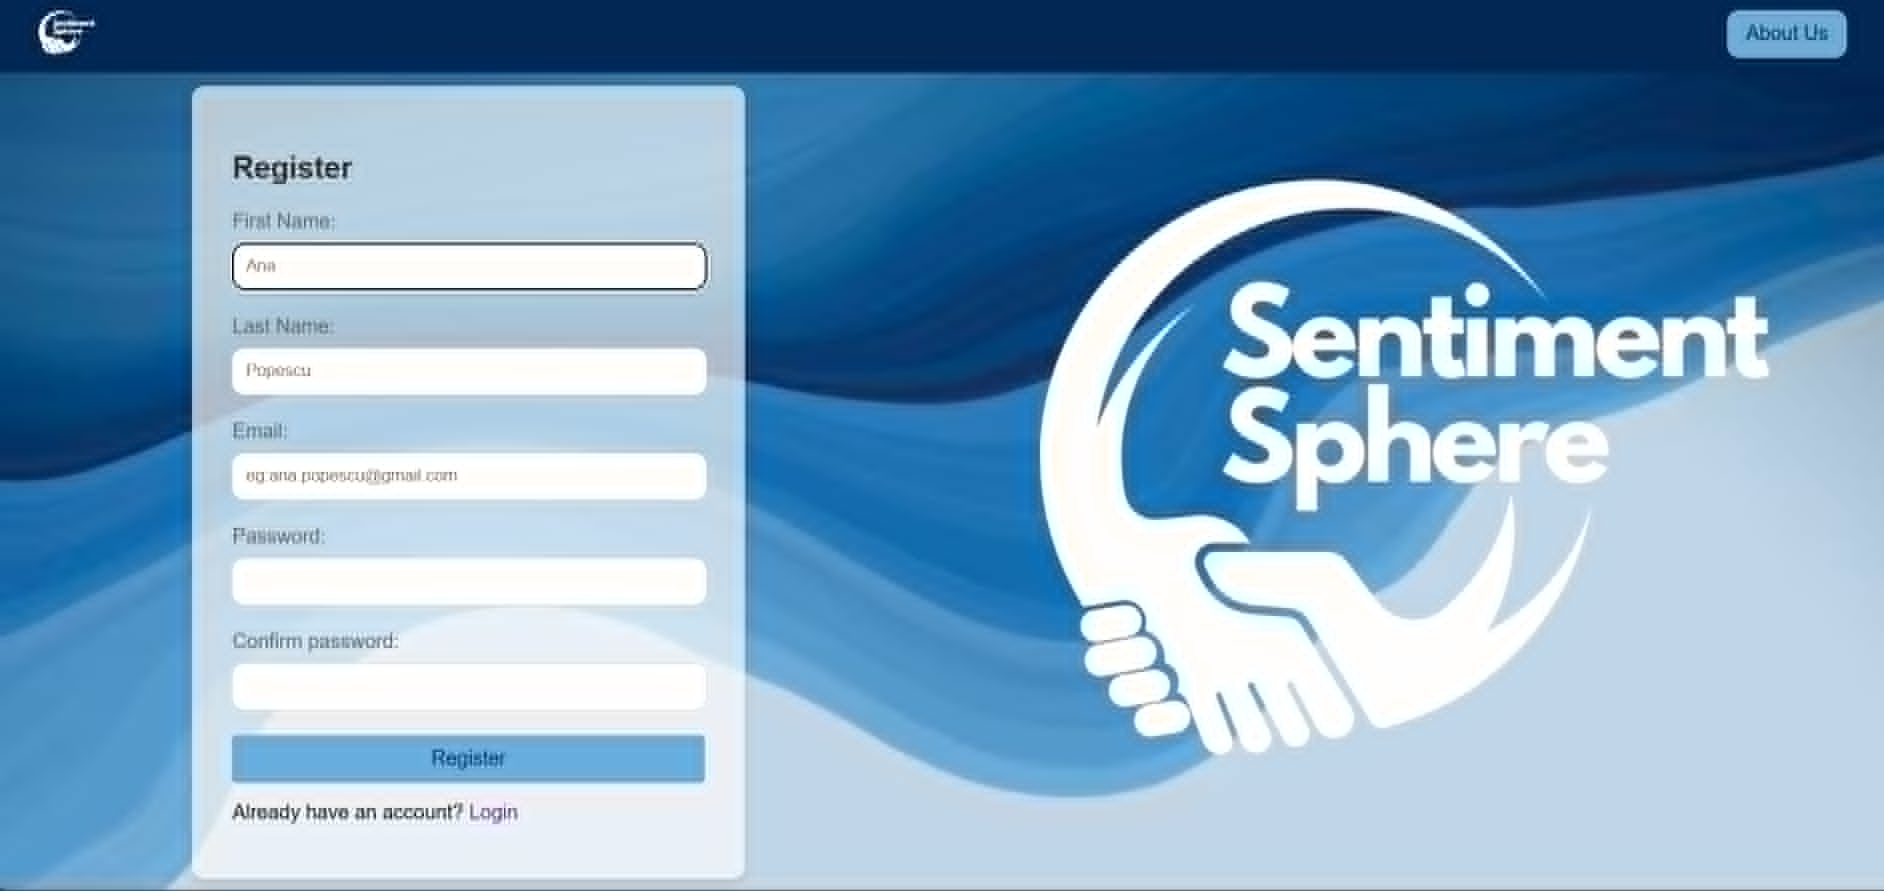 Sentiment
Sphere
About Us
Register
First Name:
Ana
Last Name:
Popescu
Email:
eg.ana.popescu@gmail.com
Password:
Confirm password:
Register
Already have an account? Login
Sentiment
Sphere